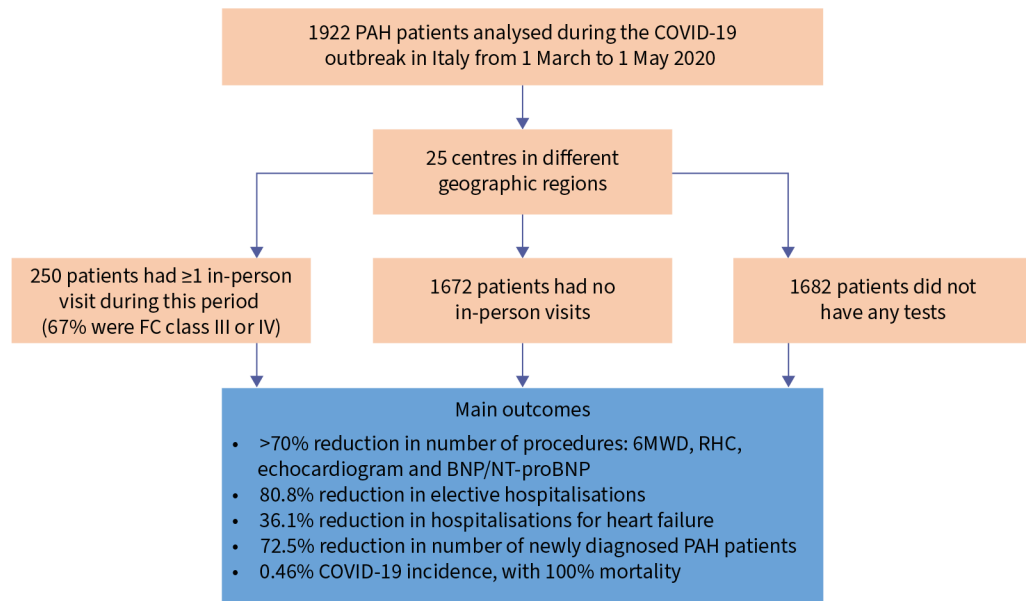 1922 PAH patients analysed during the COVID-19
outbreak in Italy from 1 March to 1 May 2020
25 centres in different
geographic regions
250 patients had ≥1 in-person
visit during this period
(67% were FC class III or IV)
1672 patients had no
in-person visits
1682 patients did not
have any tests
Main outcomes
• >70% reduction in number of procedures: 6MWD, RHC,
echocardiogram and BNP/NT-proBNP
• 80.8% reduction in elective hospitalisations
• 36.1% reduction in hospitalisations for heart failure
• 72.5% reduction in number of newly diagnosed PAH patients
• 0.46% COVID-19 incidence, with 100% mortality